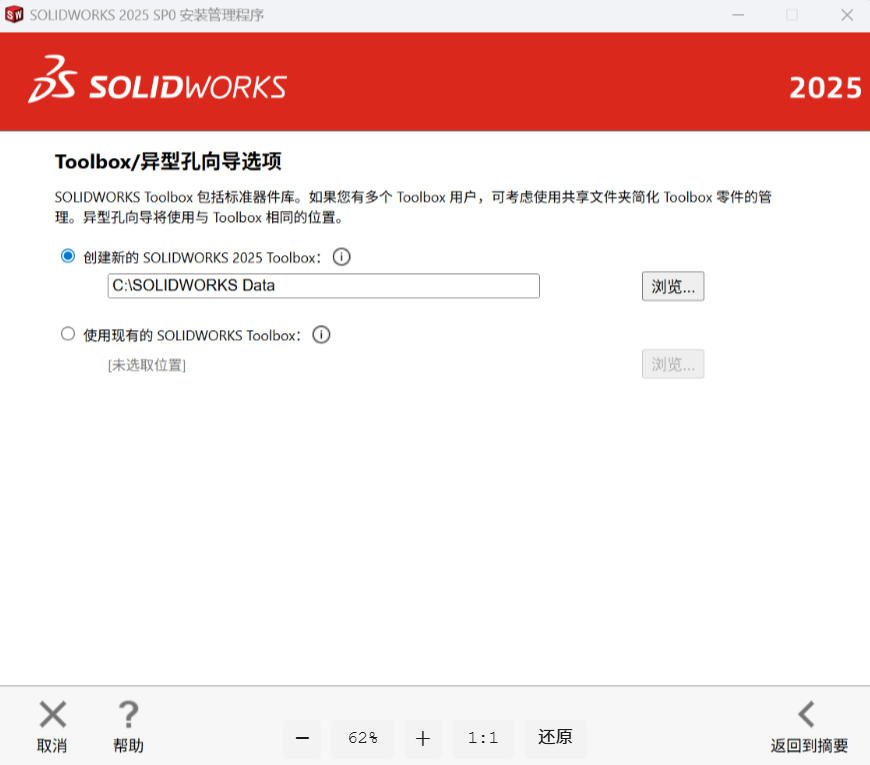 SOLIDWORKS 2025 SP0 安装管理程序
SOLIDWORKS
2025
Toolbox/异型孔向导选项
SOLIDWORKS Toolbox 包括标准器件库。如果您有多个 Toolbox 用户，可考虑使用共享文件夹简化 Toolbox 零件的管
理。异型孔向导将使用与 Toolbox 相同的位置。
创建新的 SOLIDWORKS 2025 Toolbox：
C:\SOLIDWORKS Data
浏览...
使用现有的 SOLIDWORKS Toolbox：
[未选取位置]
浏览...
取消
帮助
62%
1:1
还原
返回到摘要